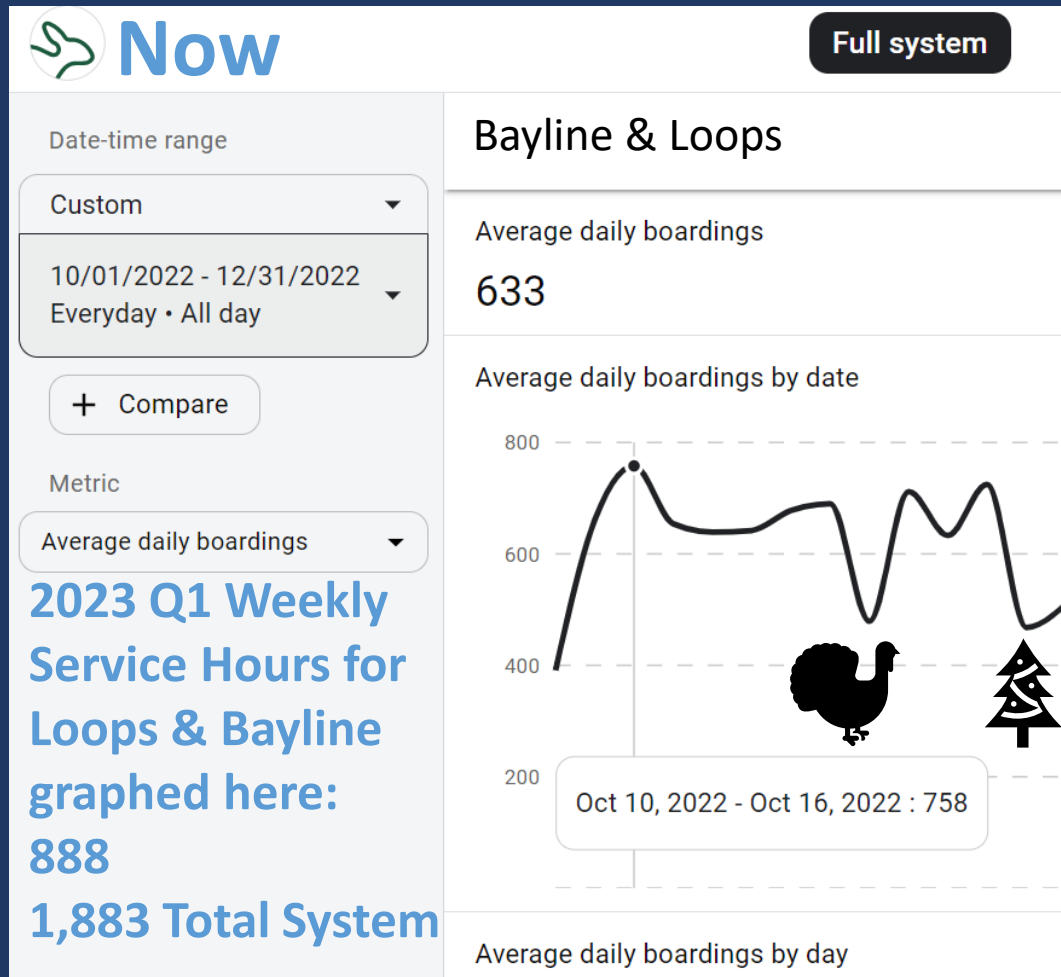 Now
Full system
Date-time range
Custom
10/01/2022 - 12/31/2022
Everyday • All day
+ Compare
Metric
Average daily boardings
2023 Q1 Weekly
Service Hours for
Loops & Bayline
graphed here:
888
1,883 Total System
Bayline & Loops
Average daily boardings
633
Average daily boardings by date
800
600
400
200
Oct 10, 2022 - Oct 16, 2022 : 758
Average daily boardings by day